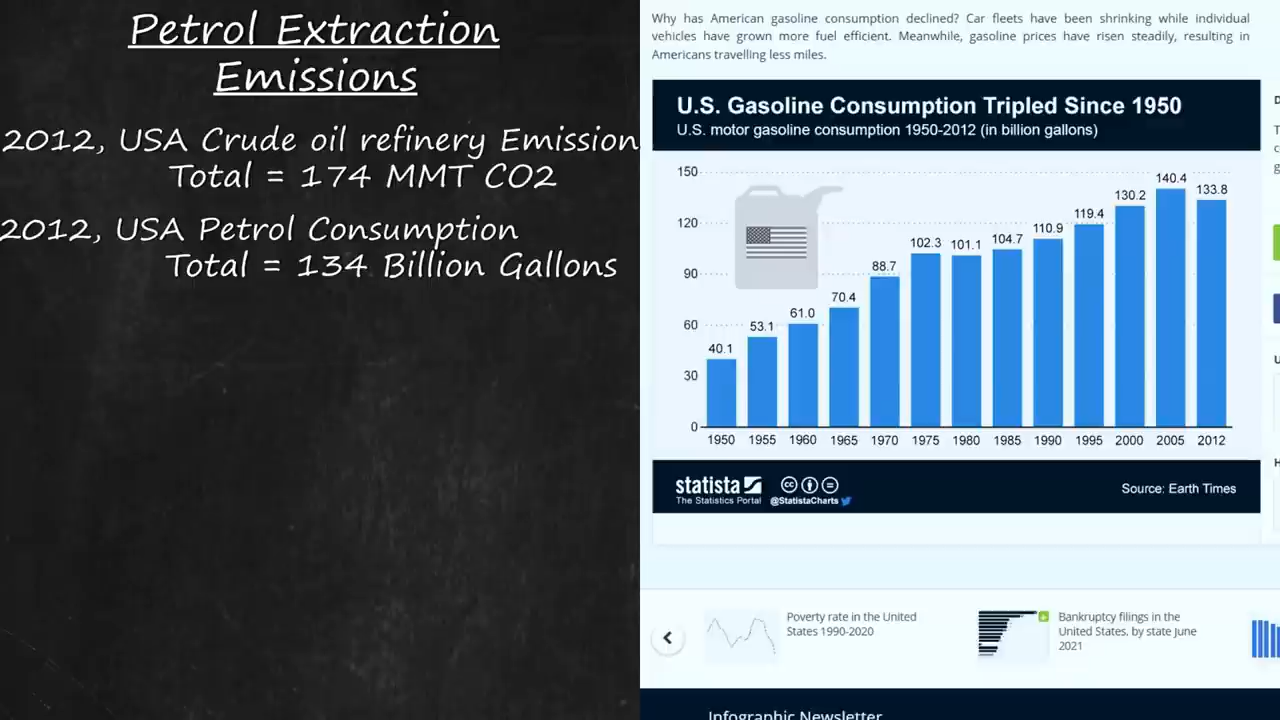 Petrol Extraction
Emissions
2012, USA Crude oil refinery Emission
Total = 174 MMT CO2
2012, USA Petrol Consumption
Total = 134 Billion Gallons
Why has American gasoline consumption declined? Car fleets have been shrinking while individual
vehicles have grown more fuel efficient. Meanwhile, gasoline prices have risen steadily, resulting in
Americans travelling less miles.
U.S. Gasoline Consumption Tripled Since 1950
U.S. motor gasoline consumption 1950-2012 (in billion gallons)
150
120
90
60
30
0
40.1
53.1
61.0
70.4
88.7
102.3
101.1
104.7
110.9
119.4
130.2
140.4
133.8
1950 1955 1960 1965 1970 1975 1980 1985 1990 1995 2000 2005 2012
statista
The Statistics Portal
@StatistaCharts
Source: Earth Times
Poverty rate in the United
States 1990-2020
Bankruptcy filings in the
United States, by state June
2021
Infographic Newsletter